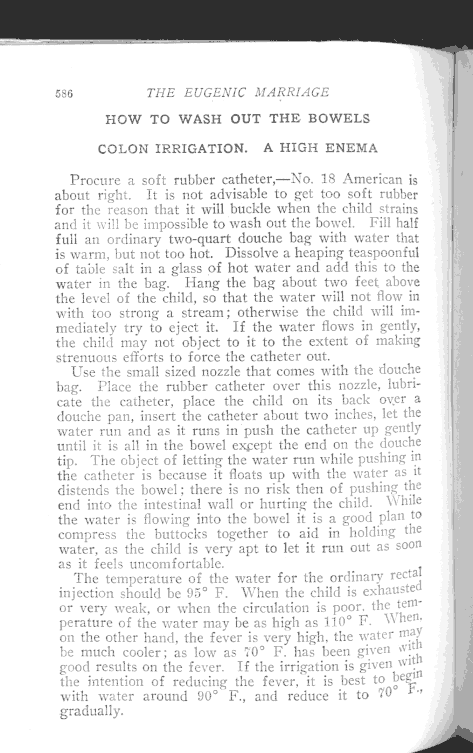 586 THE EUGENIC MARRIAGE
HOW TO WASH OUT THE BOWELS
COLON IRRIGATION. A HIGH ENEMA
Procure a soft rubber catheter,—No. 18 American is
about right. It is not advisable to get too soft rubber
for the reason that it will buckle when the child strains
and it will be impossible to wash out the bowel. Fill half
full an ordinary two-quart douche bag with water that
is warm, but not too hot. Dissolve a heaping teaspoonful
of table salt in a glass of hot water and add this to the
water in the bag. Hang the bag about two feet above
the level of the child, so that the water will not flow in
with too strong a stream; otherwise the child will im-
mediately try to eject it. If the water flows in gently,
the child may not object to it to the extent of making
strenuous efforts to force the catheter out.
Use the small sized nozzle that comes with the douche
bag. Place the rubber catheter over this nozzle, lubri-
cate the catheter, place the child on its back over a
douche pan, insert the catheter about two inches, let the
water run and as it runs in push the catheter up gently
until it is all in the bowel except the end on the douche
tip. The object of letting the water run while pushing in
the catheter is because it floats up with the water as it
distends the bowel; there is no risk then of pushing the
end into the intestinal wall or hurting the child. While
the water is flowing into the bowel it is a good plan to
compress the buttocks together to aid in holding the
water, as the child is very apt to let it run out as soon
as it feels uncomfortable.
The temperature of the water for the ordinary rectal
injection should be 95° F. When the child is exhausted
or very weak, or when the circulation is poor, the tem-
perature of the water may be as high as 110° F. When,
on the other hand, the fever is very high, the water may
be much cooler; as low as 70° F. has been given with
good results on the fever. If the irrigation is given with
the intention of reducing the fever, it is best to begin
with water around 90° F., and reduce it to 70° F.,
gradually.